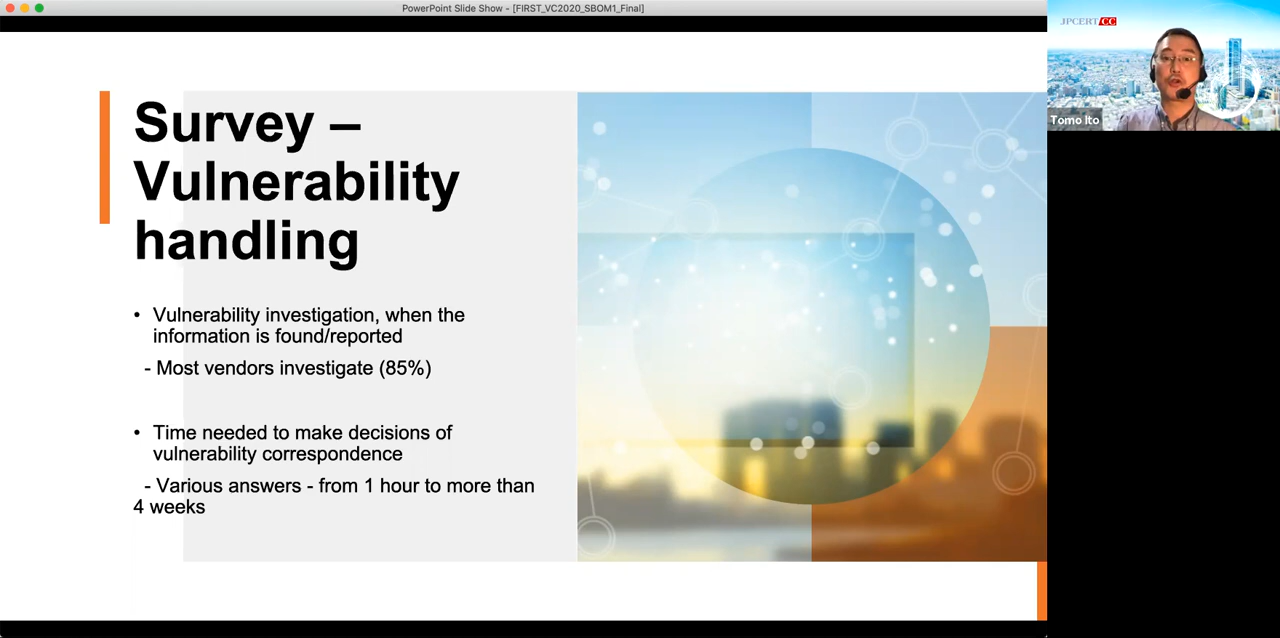 PowerPoint Slide Show - [FIRST_VC2020_SBOM1_Final]
JPCERT CC
Tomo Ito
Survey –
Vulnerability
handling
• Vulnerability investigation, when the
information is found/reported
- Most vendors investigate (85%)
• Time needed to make decisions of
vulnerability correspondence
- Various answers - from 1 hour to more than
4 weeks